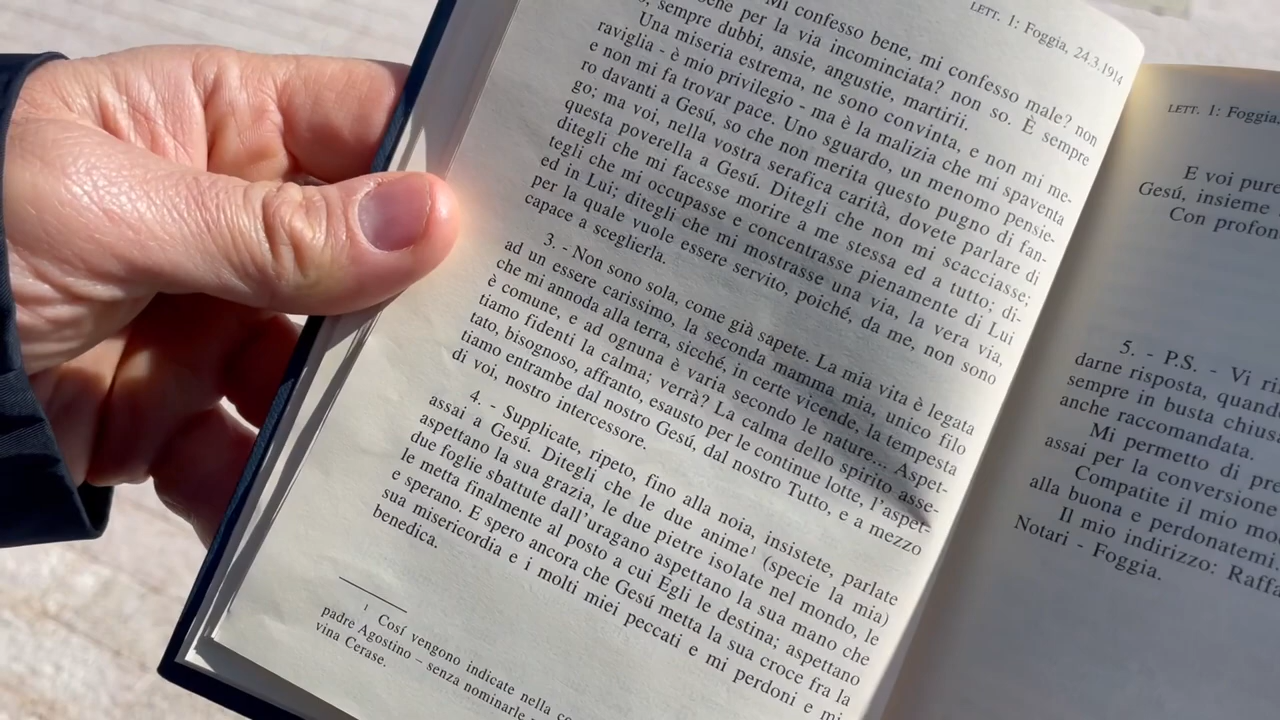 LETT. I: Foggia, 24.3.1914
Mi confesso bene, mi confesso male? non
bene per la via incominciata? non so. È sempre
sempre dubbi, ansie, angustie, martirii.
Una miseria estrema, ne sono convinta, e non mi me-
raviglia - è mio privilegio - ma è la malizia che mi spaventa
e non mi fa trovar pace. Uno sguardo, un menomo pensie-
ro davanti a Gesú, so che non merita questo pugno di fan-
go; ma voi, nella vostra serafica carità, dovete parlare di
questa poverella a Gesú. Ditegli che non mi scacciasse;
ditegli che mi facesse morire a me stessa ed a tutto; di-
tegli che mi occupasse e concentrasse pienamente di Lui
ed in Lui; ditegli che mi mostrasse una via, la vera via,
per la quale vuole essere servito, poiché, da me, non sono
capace a sceglierla.
3. - Non sono sola, come già sapete. La mia vita è legata
ad un essere carissimo, la seconda mamma mia, unico filo
che mi annoda alla terra, sicché, in certe vicende, la tempesta
è comune, e ad ognuna è varia secondo le nature... Aspet-
tiamo fidenti la calma; verrà? La calma dello spirito asse-
tato, bisognoso, affranto, esausto per le continue lotte, l'aspet-
tiamo entrambe dal nostro Gesú, dal nostro Tutto, e a mezzo
di voi, nostro intercessore.
4. - Supplicate, ripeto, fino alla noia, insistete, parlate
assai a Gesú. Ditegli che le due anime¹ (specie la mia)
aspettano la sua grazia, le due pietre isolate nel mondo, le
due foglie sbattute dall'uragano aspettano la sua mano che
le metta finalmente al posto a cui Egli le destina; aspettano
e sperano. E spero ancora che Gesú metta la sua croce fra la
sua misericordia e i molti miei peccati e mi perdoni e mi
benedica.
¹ Cosí vengono indicate nella
padre Agostino – senza nominarle
vina Cerase.
LETT. I: Foggia,
E voi pure
Gesú, insieme
Con
5. - P.S. - Vi
darne risposta,
sempre in busta
anche raccomandata.
Mi permetto di
assai per la conversione
Compatite il mio
alla buona e perdonatemi.
Il mio indirizzo:
Notari - Foggia.